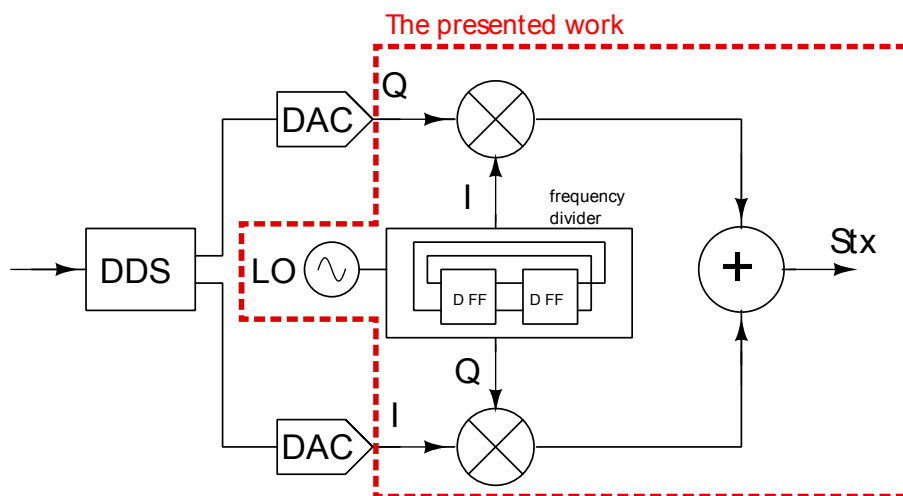 The presented work
Q
DAC
I
frequency
divider
Stx
DDS
LO
D FF
D FF
Q
I
DAC